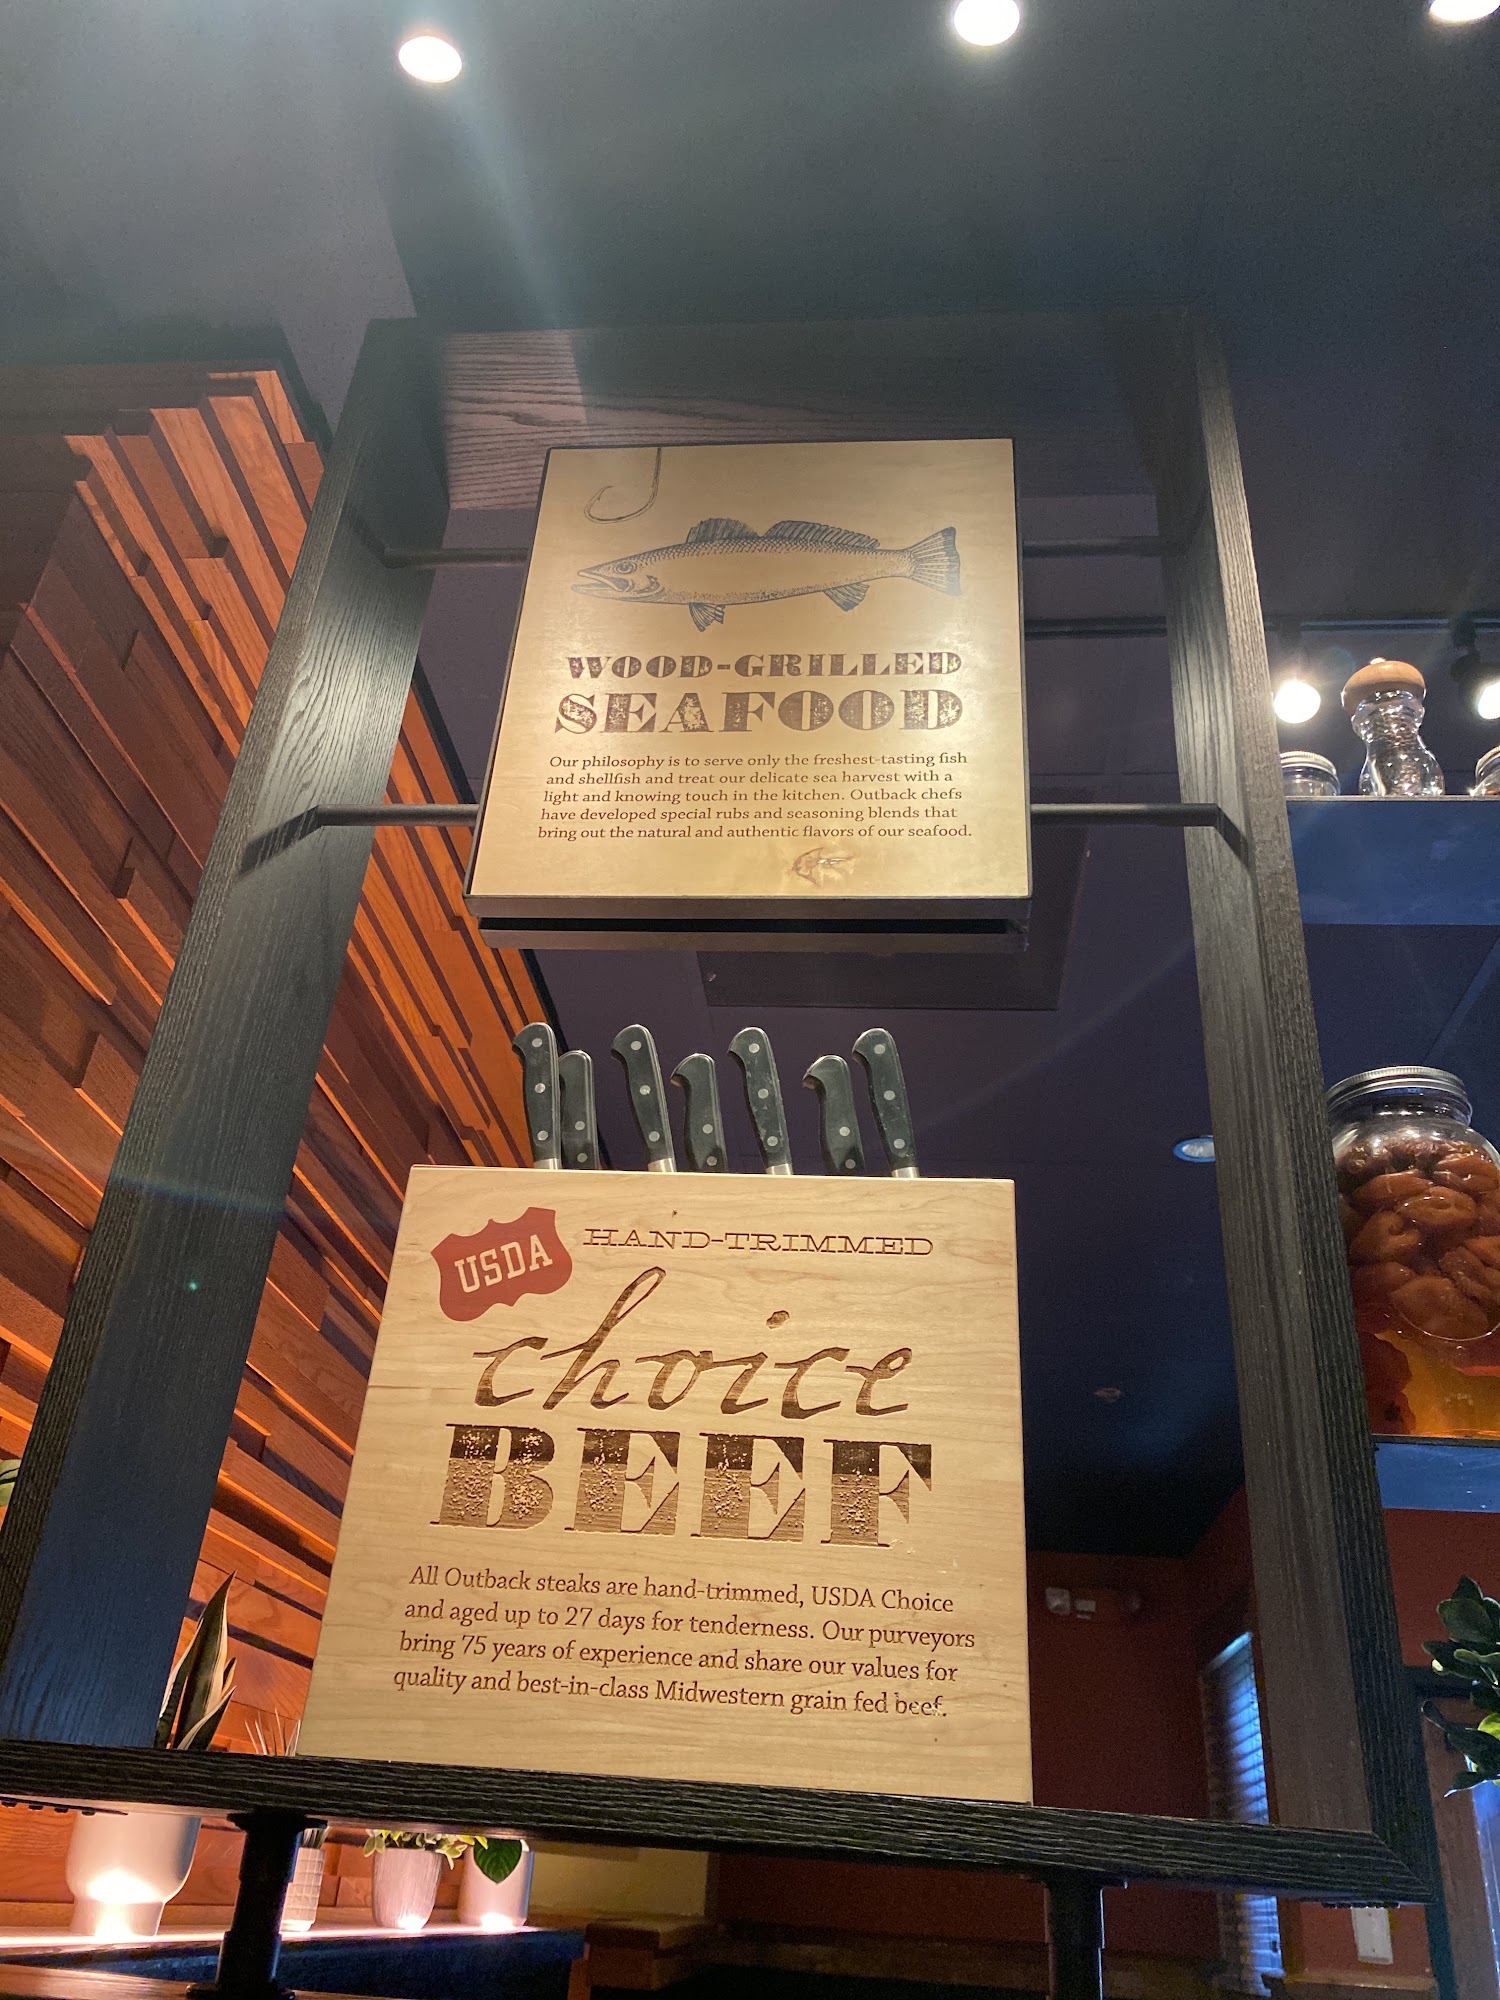 WOOD-GRILLED
SEAFOOD
Our philosophy is to serve only the freshest-tasting fish
and shellfish and treat our delicate sea harvest with a
light and knowing touch in the kitchen. Outback chefs
have developed special rubs and seasoning blends that
bring out the natural and authentic flavors of our seafood.
USDA
HAND-TRIMMED
choice
BEEF
All Outback steaks are hand-trimmed, USDA Choice
and aged up to 27 days for tenderness. Our purveyors
bring 75 years of experience and share our values for
quality and best-in-class Midwestern grain fed beef.